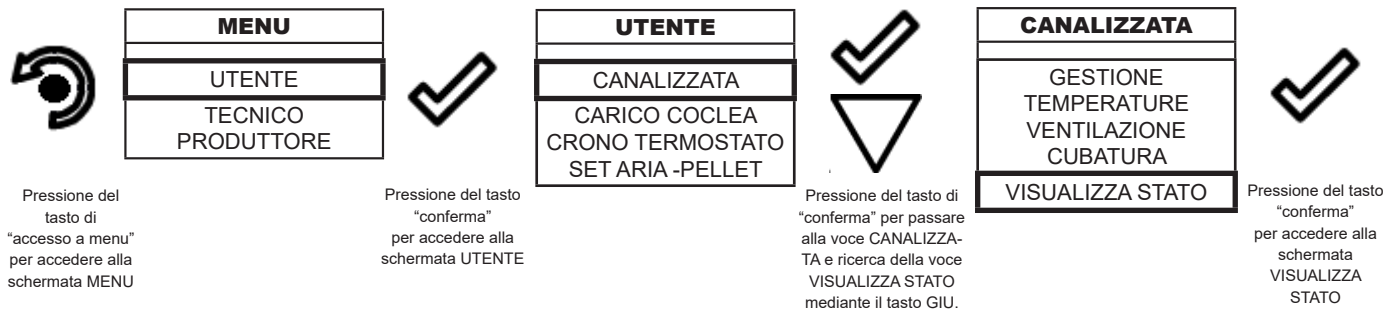 MENU
UTENTE
TECNICO
PRODUTTORE
Pressione del
tasto di
“accesso a menu”
per accedere alla
schermata MENU
Pressione del tasto
“conferma”
per accedere alla
schermata UTENTE
UTENTE
CANALIZZATA
CARICO COCLEA
CRONO TERMOSTATO
SET ARIA -PELLET
Pressione del tasto di
“conferma” per passare
alla voce CANALIZZA-
TA e ricerca della voce
VISUALIZZA STATO
mediante il tasto GIU.
CANALIZZATA
GESTIONE
TEMPERATURE
VENTILAZIONE
CUBATURA
VISUALIZZA STATO
Pressione del tasto
“conferma”
per accedere alla
schermata
VISUALIZZA
STATO